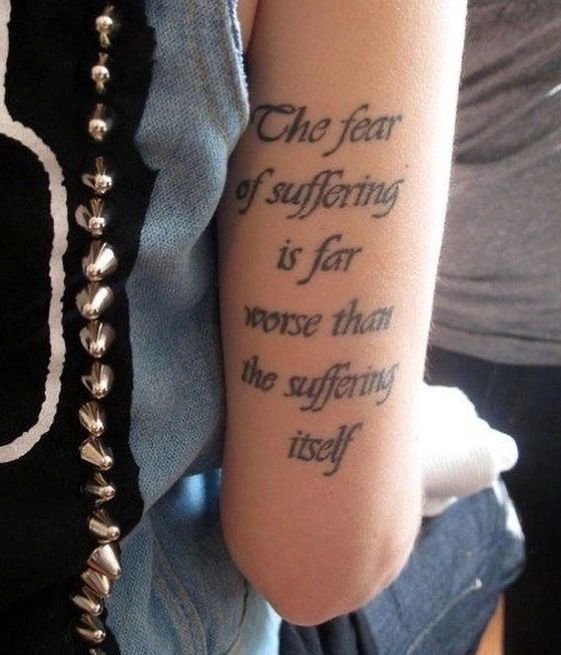 The fear
of suffering
is far
worse than
the suffering
itself